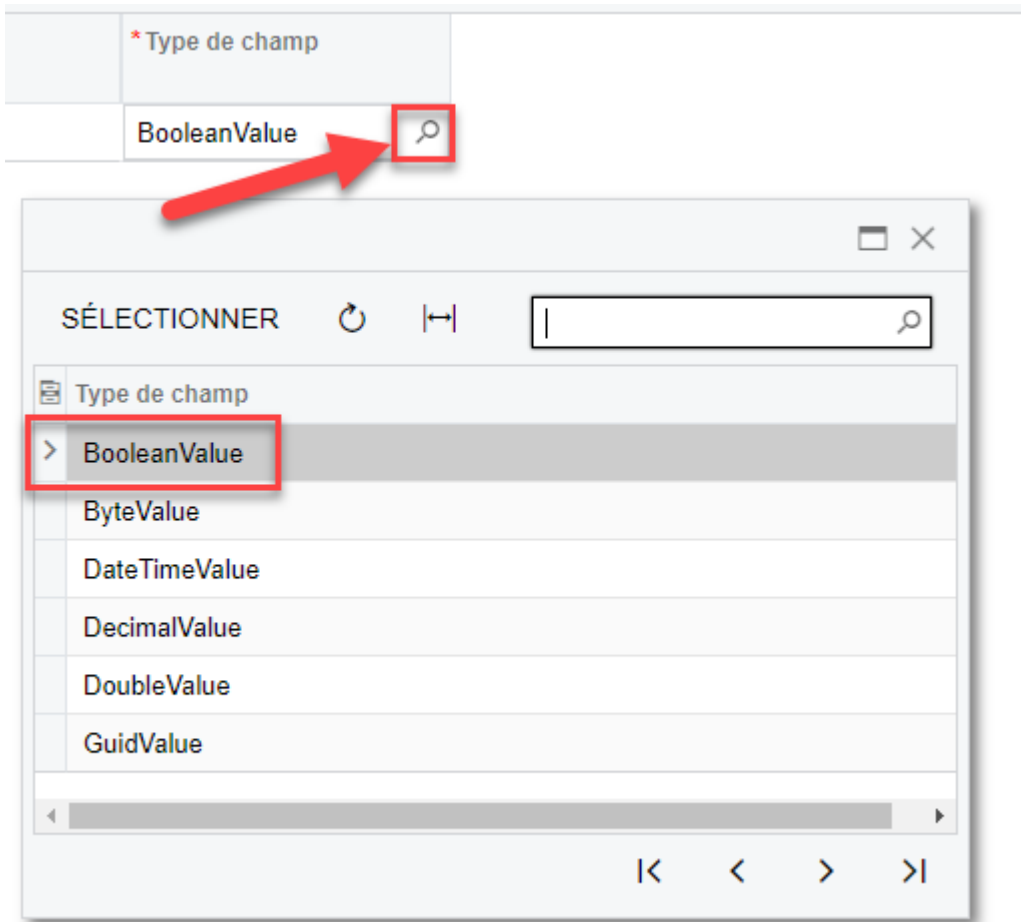 * Type de champ
BooleanValue
SÉLECTIONNER
Type de champ
BooleanValue
ByteValue
DateTimeValue
DecimalValue
DoubleValue
GuidValue